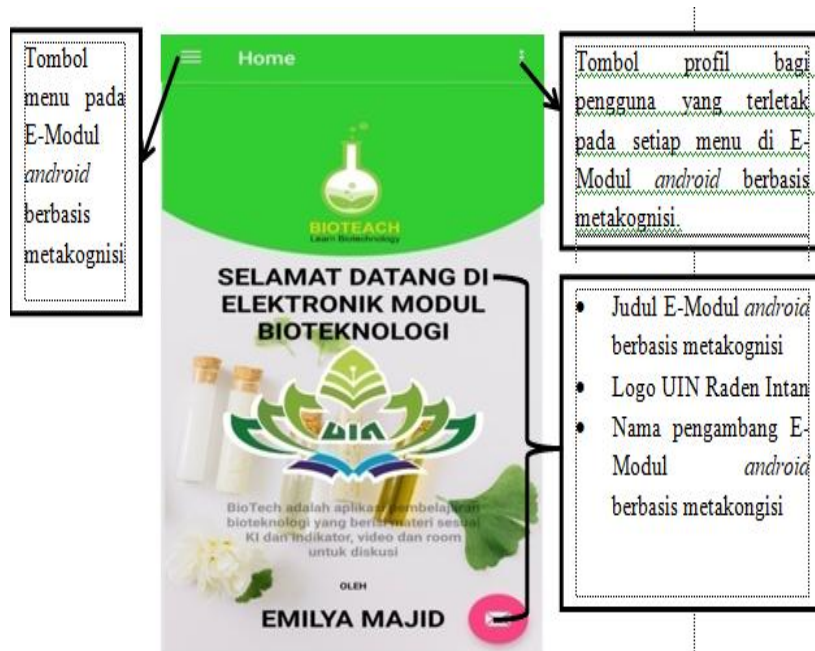 Tombol
menu pada
E-Modul
android
berbasis
metakognisi
Home
BIOTEACH
Learn Biotechnology
SELAMAT DATANG DI
ELEKTRONIK MODUL
BIOTEKNOLOGI
UIN
BioTech adalah aplikasi pembelajaran
bioteknologi yang berisi materi sesuai
KI dan indikator, video dan room
untuk diskusi
OLEH
EMILYA MAJID
Tombol profil bagi
pengguna yang terletak
pada setiap menu di E-
Modul android berbasis
metakognisi.
• Judul E-Modul android
berbasis metakognisi
• Logo UIN Raden Intan
• Nama pengambang E-
Modul android
berbasis metakongisi